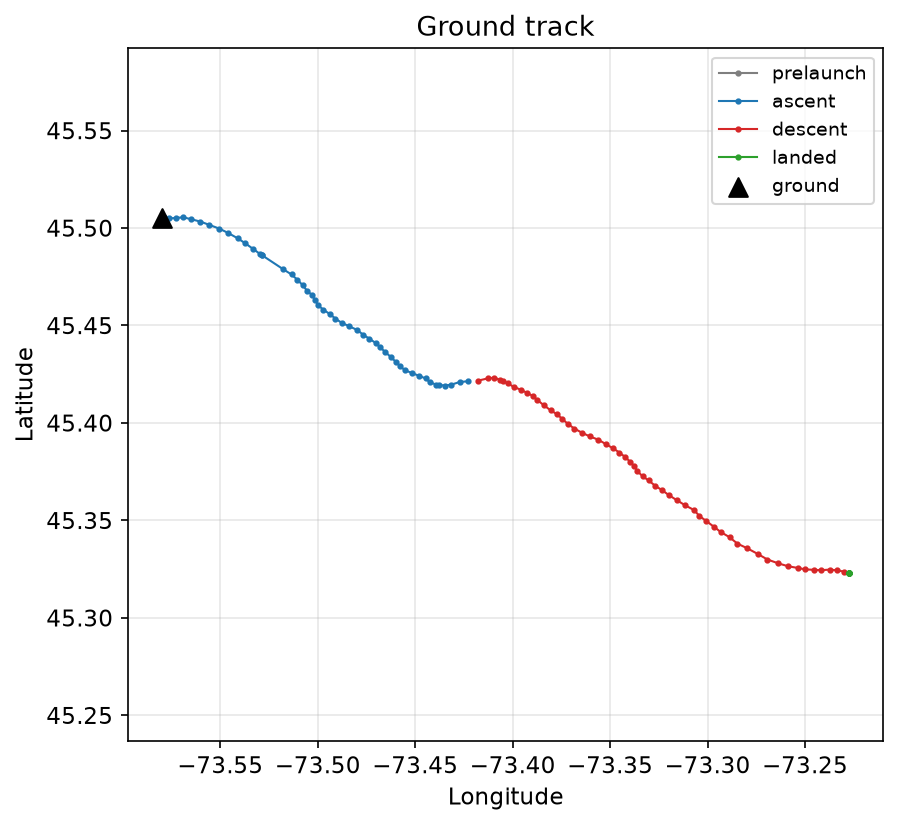 Ground track
prelaunch
ascent
descent
landed
ground
Latitude
45.55
45.50
45.45
45.40
45.35
45.30
45.25
−73.55 −73.50 −73.45 −73.40 −73.35 −73.30 −73.25
Longitude